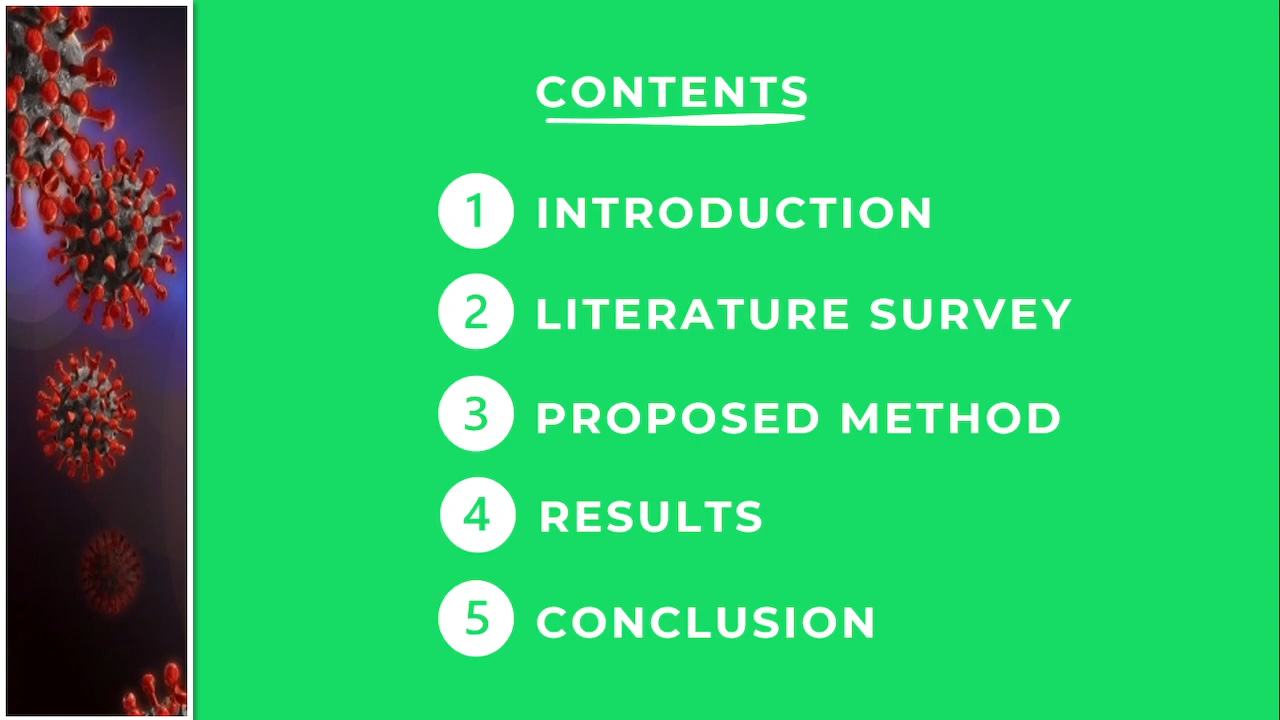 CONTENTS
1 INTRODUCTION
2 LITERATURE SURVEY
3 PROPOSED METHOD
4 RESULTS
5 CONCLUSION